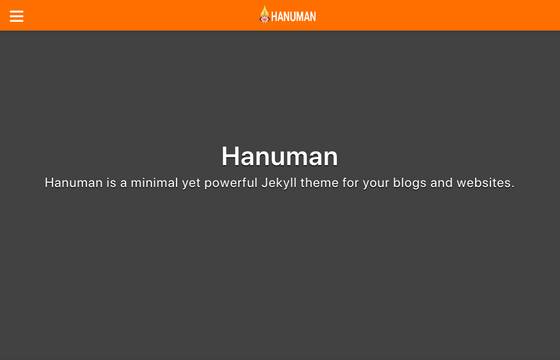 HANUMAN
Hanuman
Hanuman is a minimal yet powerful Jekyll theme for your blogs and websites.